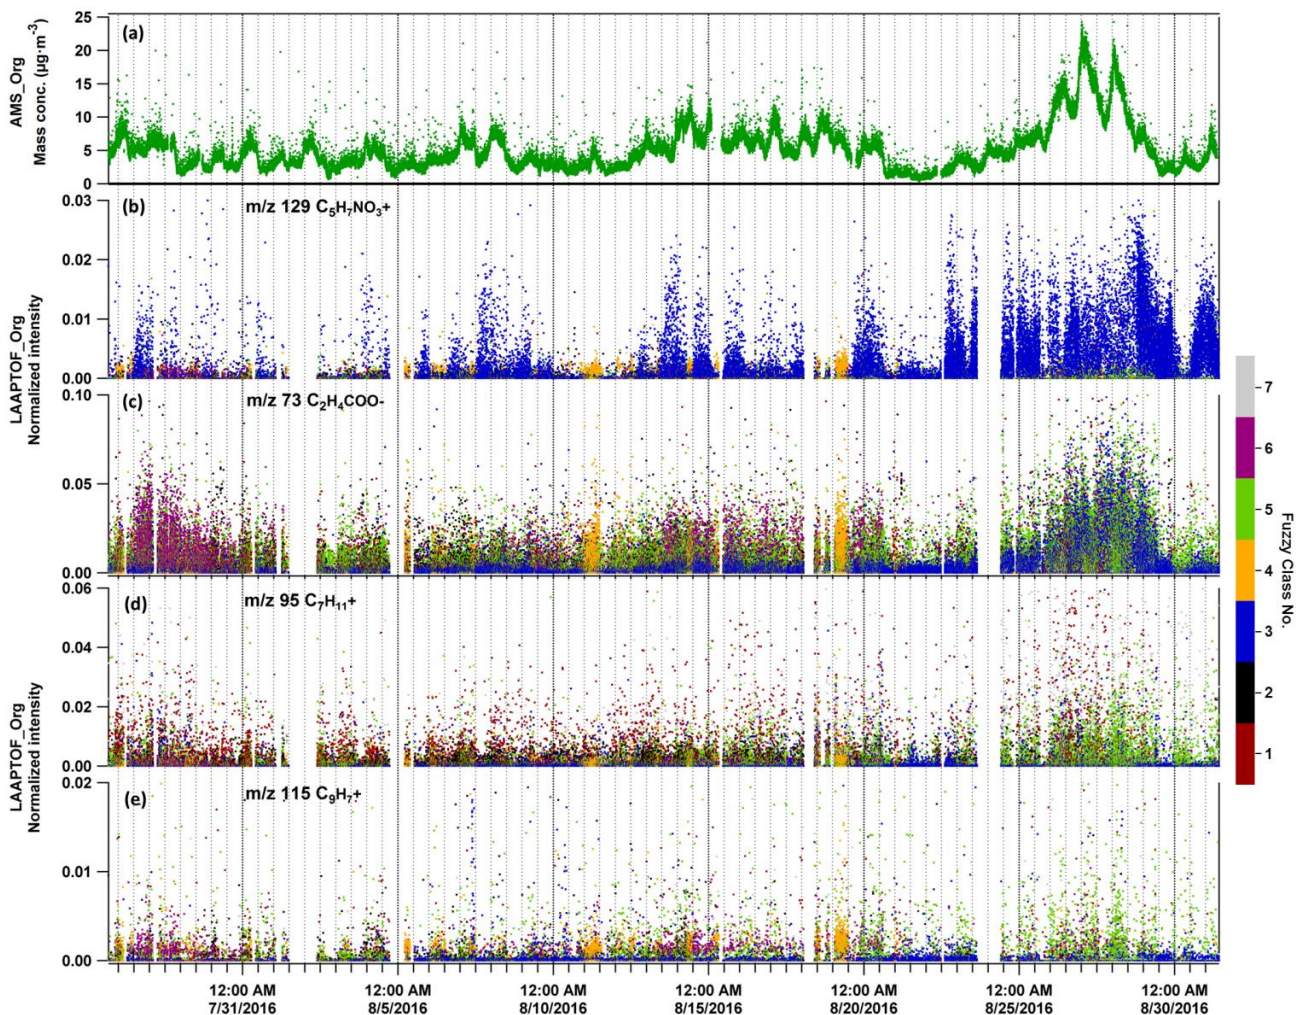 (a)
AMS_Org
Mass conc. (µg·m⁻³)
25
20
15
10
5
0
(b)
m/z 129 C₅H₇NO₃+
0.03
0.02
0.01
0.00
LAAPTOF_Org
Normalized intensity
(c)
m/z 73 C₂H₄COO-
0.10
0.05
0.00
(d)
m/z 95 C₇H₁₁+
0.06
0.04
0.02
0.00
LAAPTOF_Org
Normalized intensity
(e)
m/z 115 C₉H₇+
0.02
0.01
0.00
12:00 AM
7/31/2016
12:00 AM
8/5/2016
12:00 AM
8/10/2016
12:00 AM
8/15/2016
12:00 AM
8/20/2016
12:00 AM
8/25/2016
12:00 AM
8/30/2016
7
6
5
4
3
2
1
Fuzzy Class No.